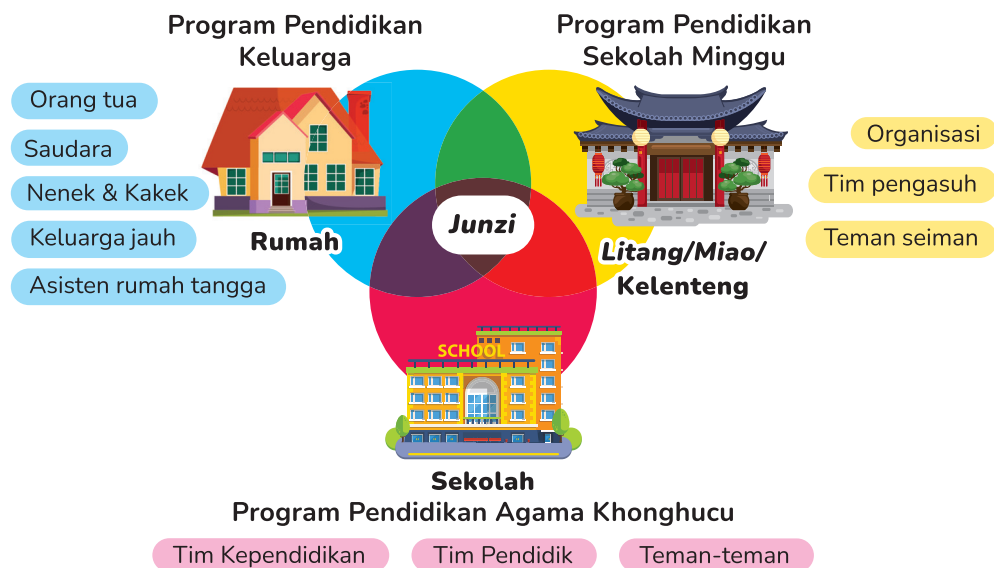 Program Pendidikan
Keluarga
Program Pendidikan
Sekolah Minggu
Orang tua
Saudara
Nenek & Kakek
Keluarga jauh
Asisten rumah tangga
Rumah
Junzi
Organisasi
Tim pengasuh
Teman seiman
Litang/Miao/
Kelenteng
SCHOOL
Sekolah
Program Pendidikan Agama Khonghucu
Tim Kependidikan
Tim Pendidik
Teman-teman